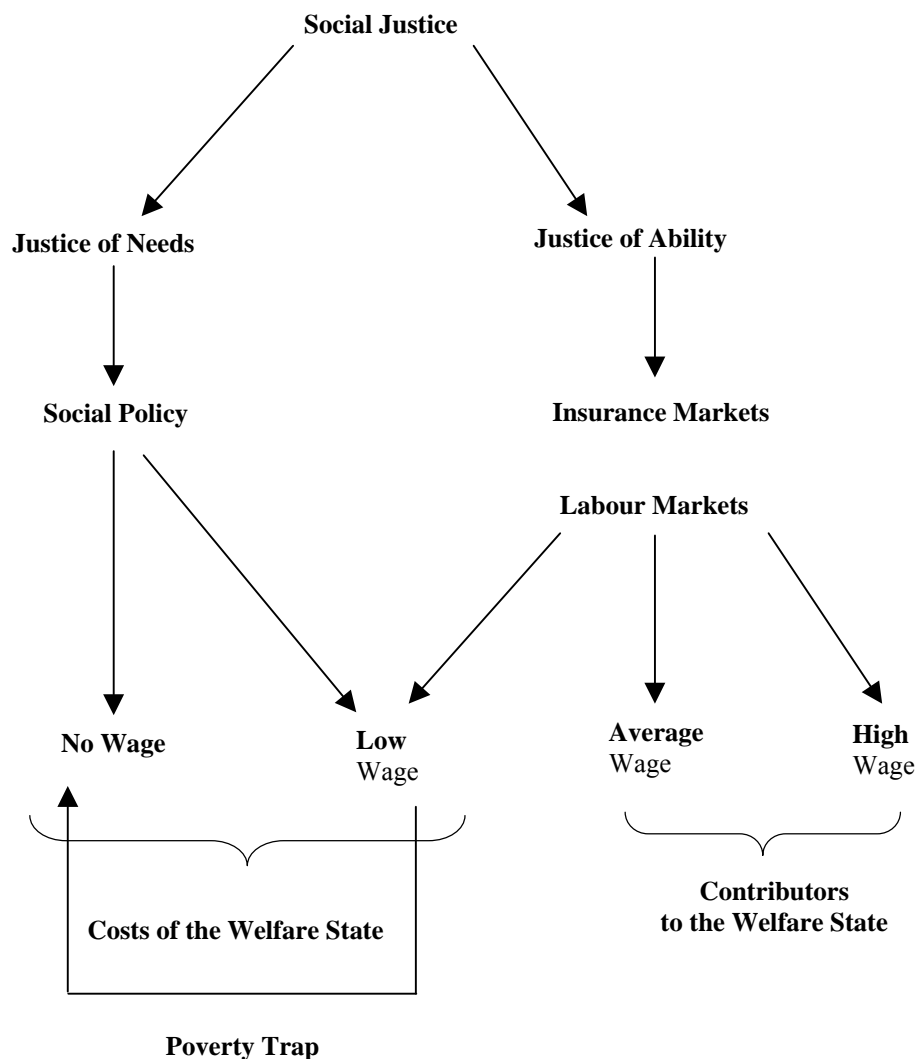 Social Justice
Justice of Needs
Justice of Ability
Social Policy
Insurance Markets
Labour Markets
No Wage
Low
Wage
Average
Wage
High
Wage
Costs of the Welfare State
Contributors
to the Welfare State
Poverty Trap